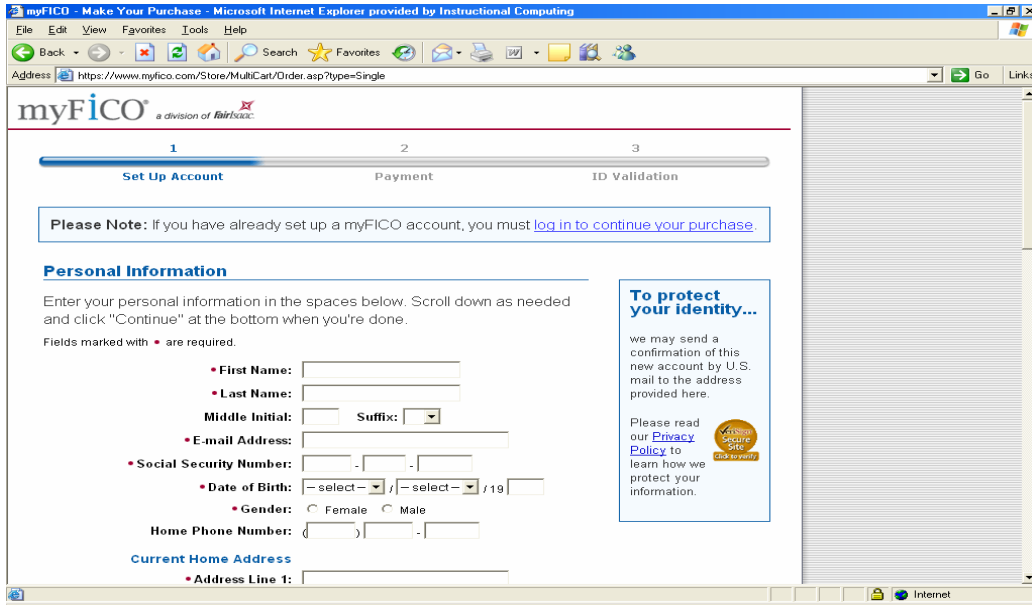 myFICO - Make Your Purchase - Microsoft Internet Explorer provided by Instructional Computing
File Edit View Favorites Tools Help
Back Search Favorites
Address https://www.myfico.com/Store/MultiCart/Order.asp?type=Single Go Links
myFICO® a division of FairIsaac.
1 2 3
Set Up Account Payment ID Validation
Please Note: If you have already set up a myFICO account, you must log in to continue your purchase.
Personal Information
Enter your personal information in the spaces below. Scroll down as needed
and click "Continue" at the bottom when you're done.
Fields marked with • are required.
• First Name:
• Last Name:
Middle Initial: Suffix:
• E-mail Address:
• Social Security Number: - -
• Date of Birth: – select – / – select – / 19
• Gender: Female Male
Home Phone Number: ( ) -
Current Home Address
• Address Line 1:
To protect
your identity...
we may send a
confirmation of this
new account by U.S.
mail to the address
provided here.
Please read
our Privacy
Policy to
learn how we
protect your
information.
VeriSign
Secure
Site
Click to verify
Internet